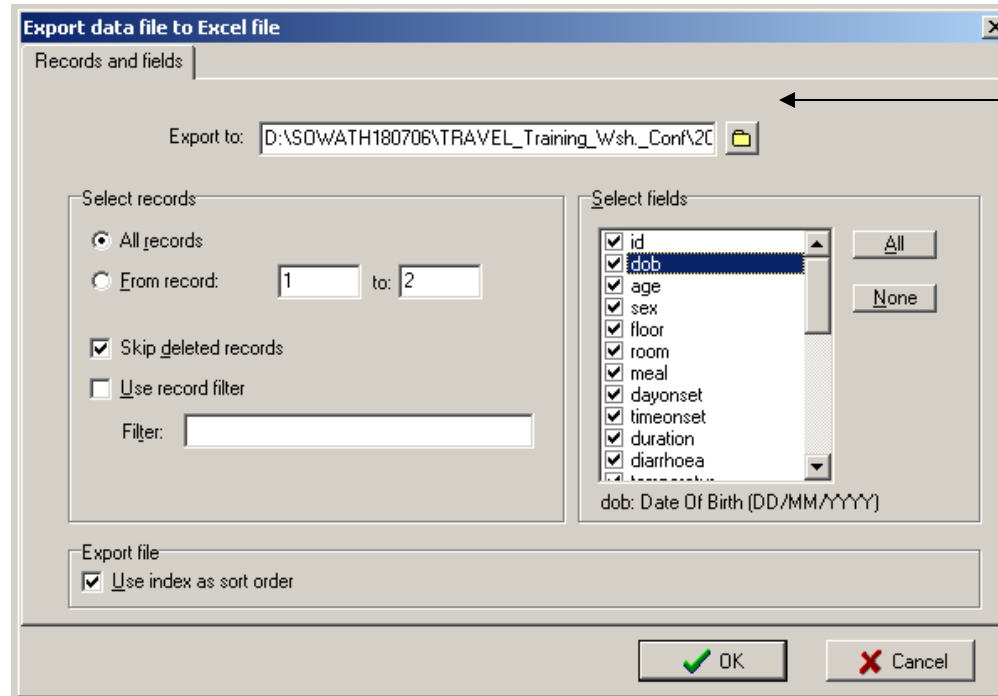 Export data file to Excel file
Records and fields
Export to: D:\SOWATH180706\TRAVEL_Training_Wsh._Conf\20
Select records
All records
From record: 1 to: 2
Skip deleted records
Use record filter
Filter:
Select fields
id
dob
age
sex
floor
room
meal
dayonset
timeonset
duration
diarrhoea
All
None
dob: Date Of Birth (DD/MM/YYYY)
Export file
Use index as sort order
OK
Cancel